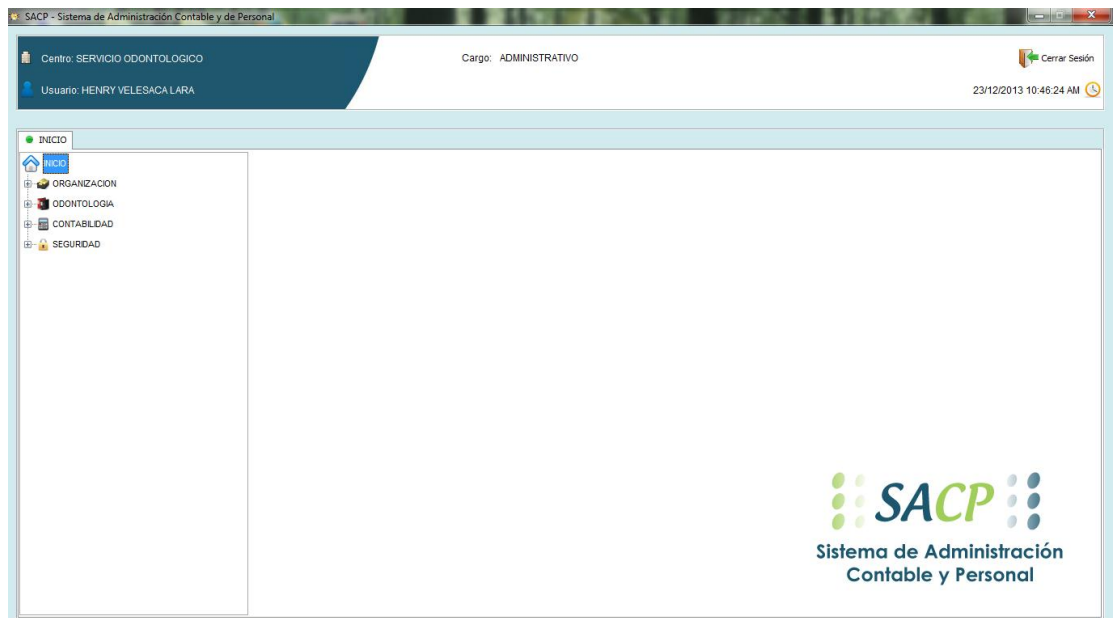 SACP - Sistema de Administración Contable y de Personal
Centro: SERVICIO ODONTOLOGICO
Cargo: ADMINISTRATIVO
Cerrar Sesión
Usuario: HENRY VELESACA LARA
23/12/2013 10:46:24 AM
INICIO
INICIO
ORGANIZACION
ODONTOLOGIA
CONTABILIDAD
SEGURIDAD
SACP
Sistema de Administración
Contable y Personal